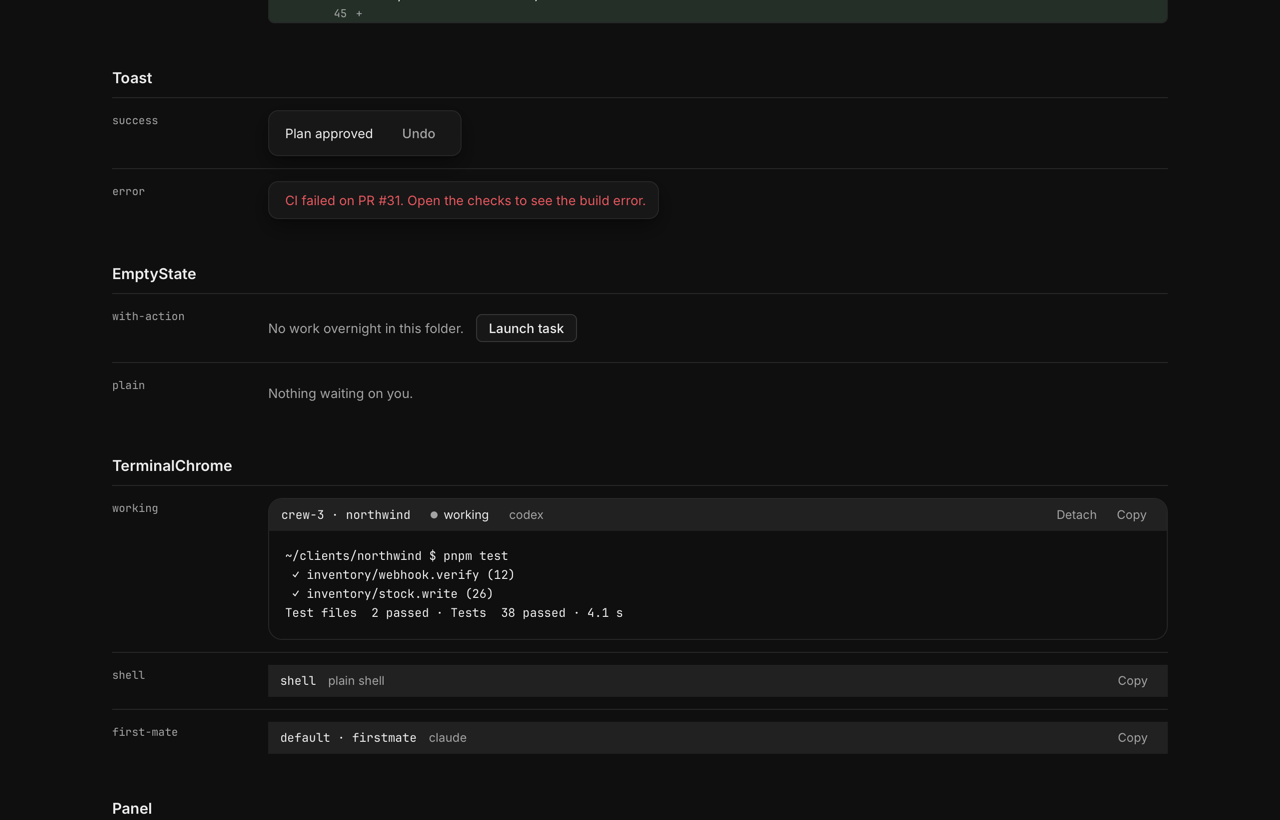 45 +
Toast
success
Plan approved Undo
error
CI failed on PR #31. Open the checks to see the build error.
EmptyState
with-action
No work overnight in this folder. Launch task
plain
Nothing waiting on you.
TerminalChrome
working
crew-3 · northwind ● working codex Detach Copy
~/clients/northwind $ pnpm test
✓ inventory/webhook.verify (12)
✓ inventory/stock.write (26)
Test files 2 passed · Tests 38 passed · 4.1 s
shell
shell plain shell Copy
first-mate
default · firstmate claude Copy
Panel